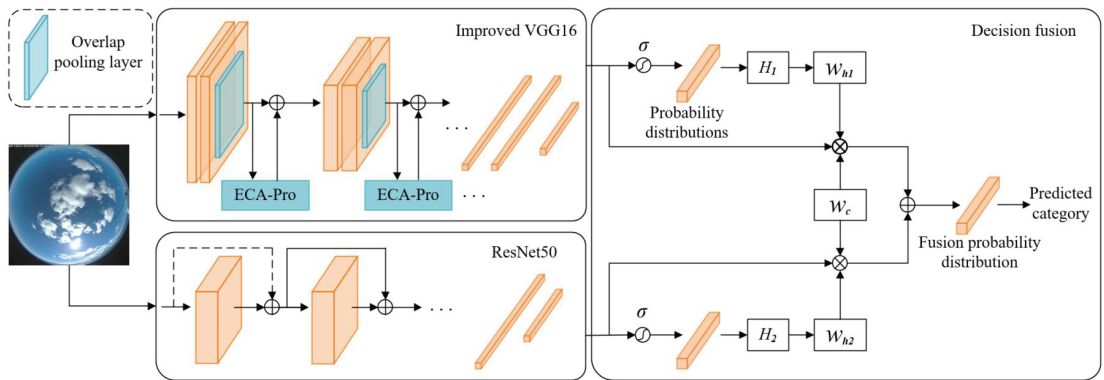 Overlap
pooling layer
Improved VGG16
ECA-Pro
ECA-Pro
. . .
. . .
ResNet50
. . .
Decision fusion
σ
Probability
distributions
H1
Wh1
Wc
Predicted
category
Fusion probability
distribution
σ
H2
Wh2